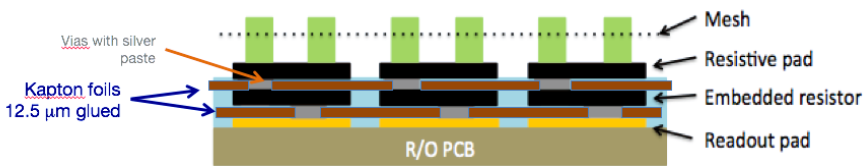 Mesh
Vias with silver
paste
Resistive pad
Kapton foils
12.5 μm glued
Embedded resistor
Readout pad
R/O PCB